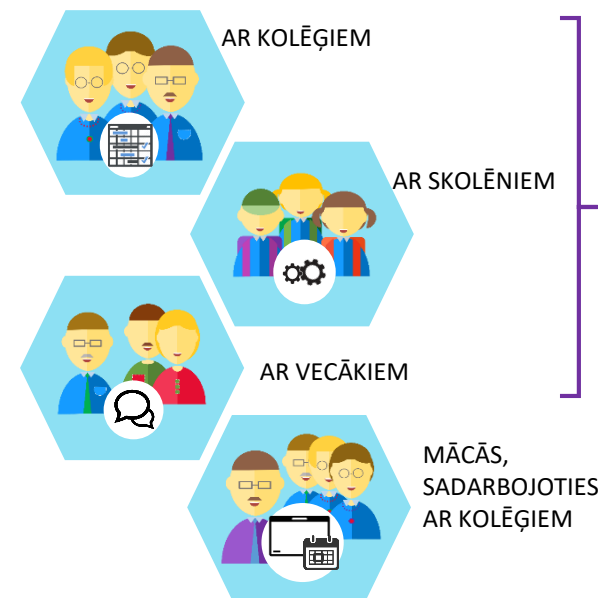 AR KOLĒĢIEM
AR SKOLĒNIEM
AR VECĀKIEM
MĀCĀS,
SADARBOJOTIES
AR KOLĒĢIEM